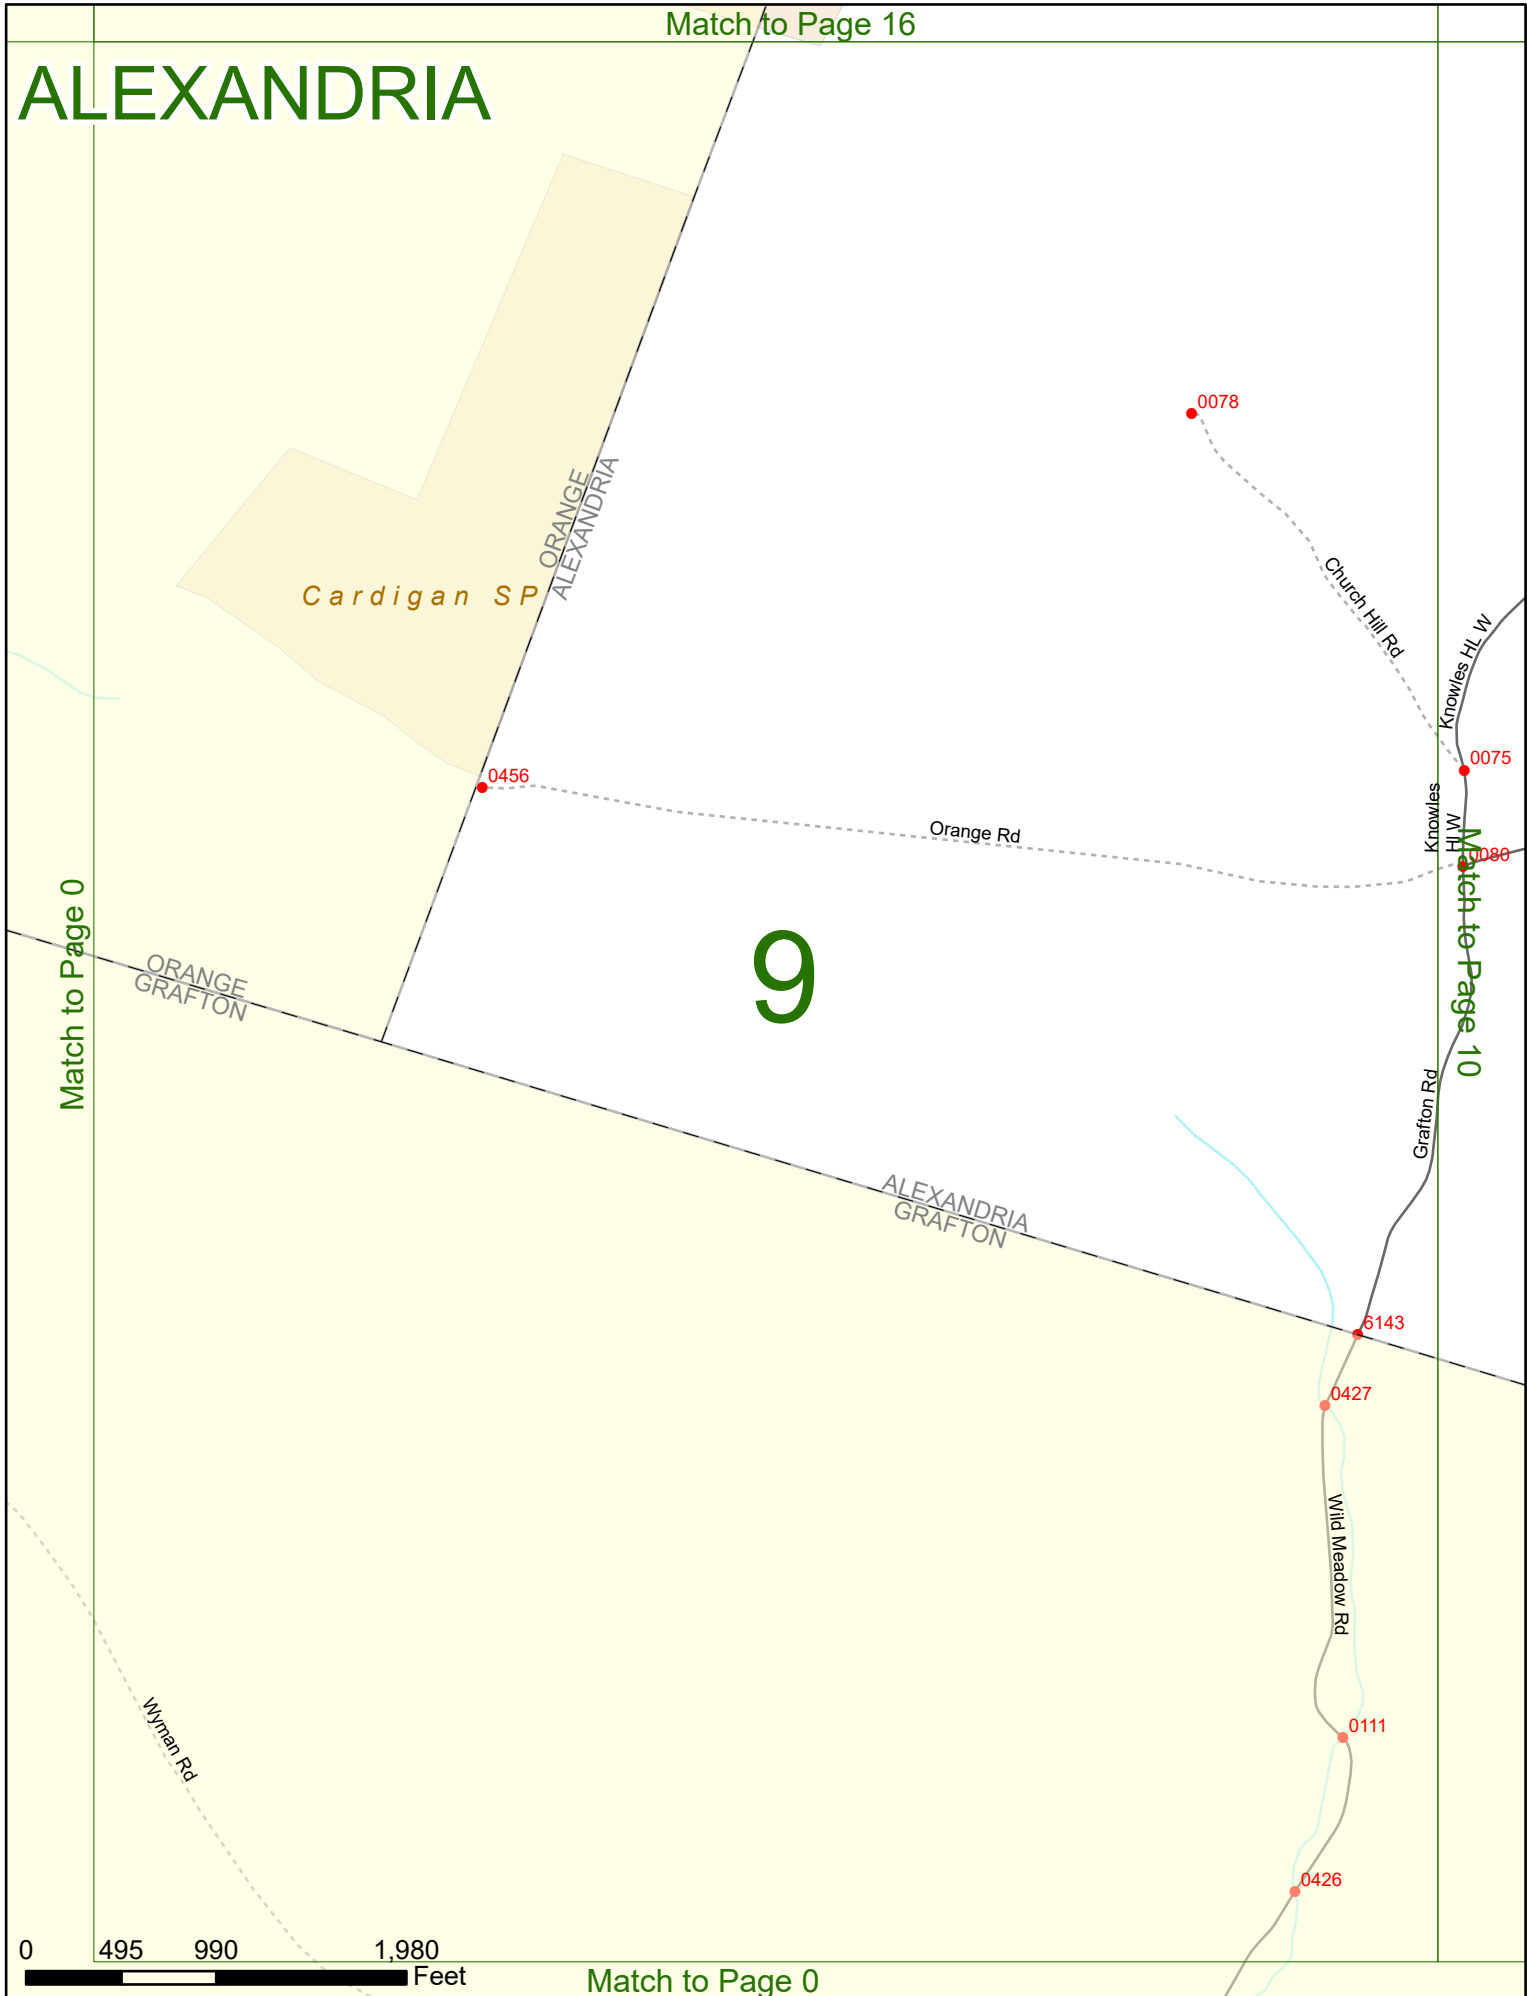 Match to Page 16
ALEXANDRIA
0078
ORANGE
ALEXANDRIA
Cardigan SP
Church Hill Rd
Knowles HL W
0075
0456
Knowles
Hl W
Orange Rd
0080
Match to Page 0
Match to Page 10
9
ORANGE
GRAFTON
Grafton Rd
ALEXANDRIA
GRAFTON
6143
0427
Wild Meadow Rd
Wyman Rd
0111
0426
0 495 990 1,980
Feet
Match to Page 0